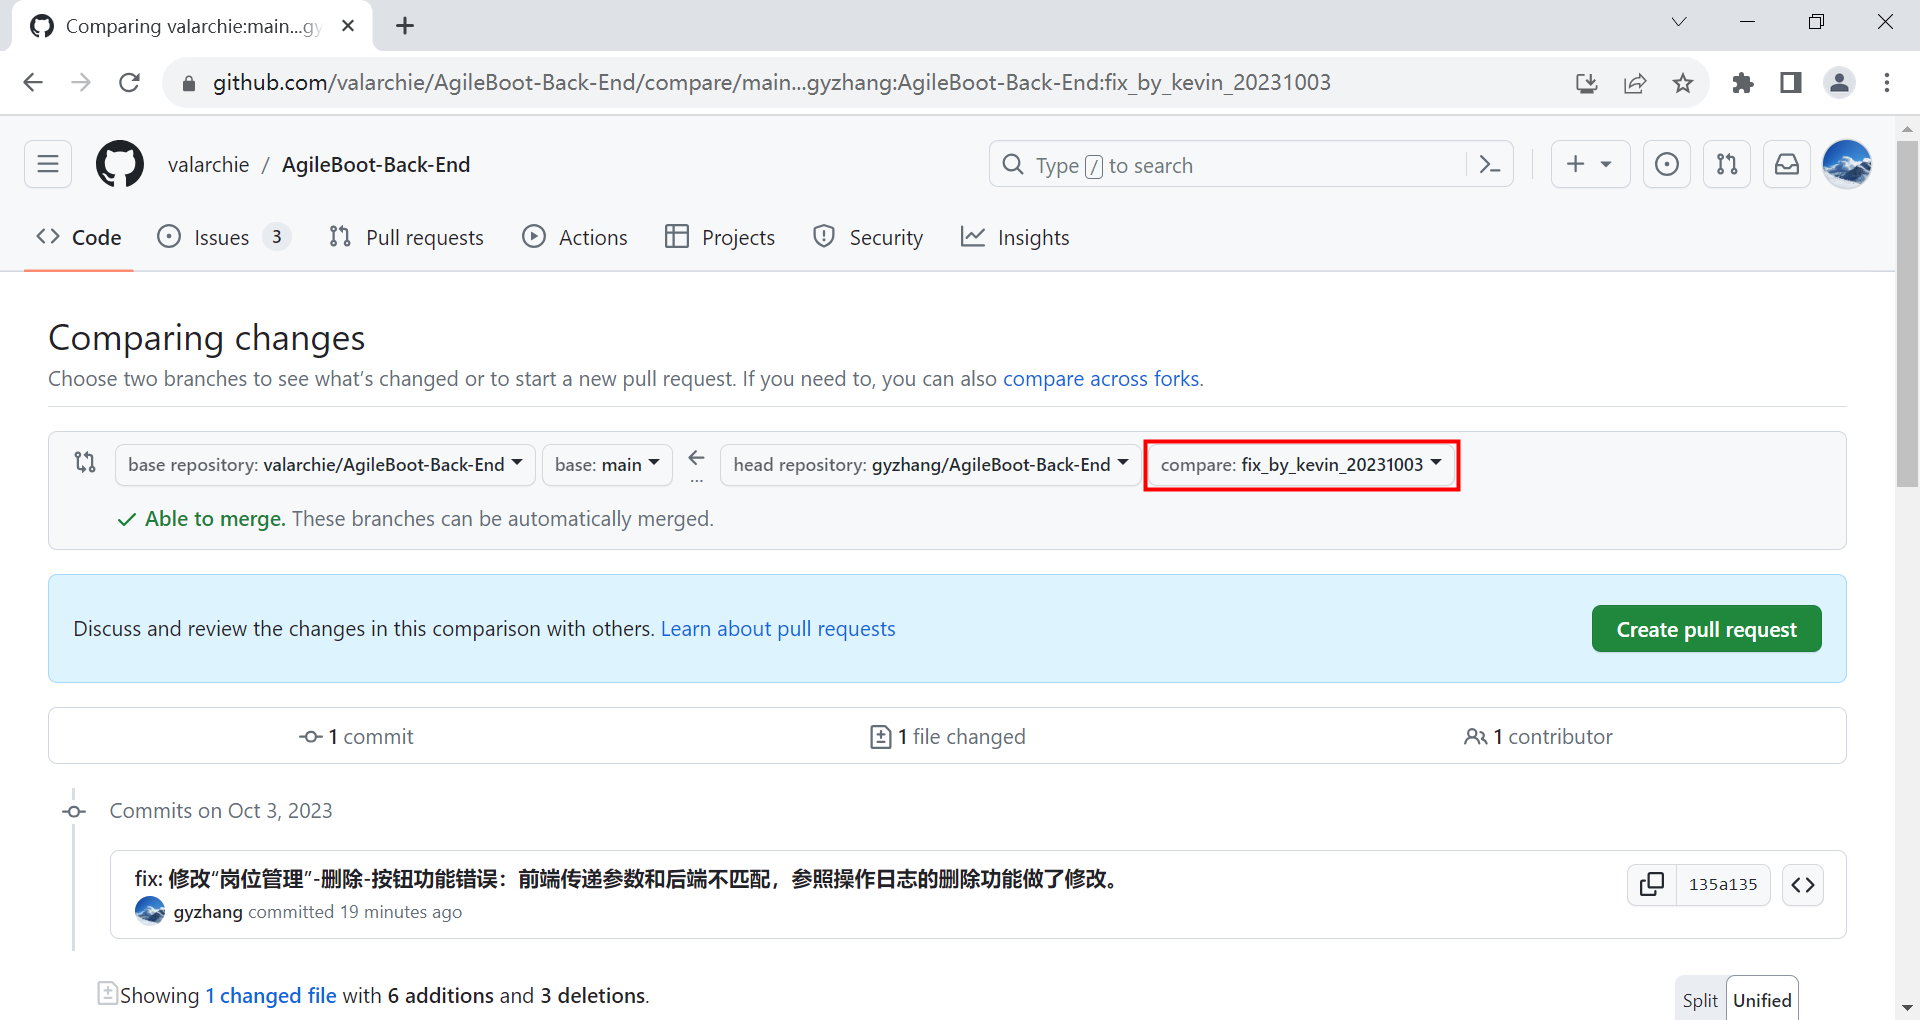 Comparing valarchie:main...gy
github.com/valarchie/AgileBoot-Back-End/compare/main...gyzhang:AgileBoot-Back-End:fix_by_kevin_20231003
valarchie / AgileBoot-Back-End
Type / to search
Code
Issues 3
Pull requests
Actions
Projects
Security
Insights
Comparing changes
Choose two branches to see what’s changed or to start a new pull request. If you need to, you can also compare across forks.
base repository: valarchie/AgileBoot-Back-End
base: main
...
head repository: gyzhang/AgileBoot-Back-End
compare: fix_by_kevin_20231003
Able to merge. These branches can be automatically merged.
Discuss and review the changes in this comparison with others. Learn about pull requests
Create pull request
1 commit
1 file changed
1 contributor
Commits on Oct 3, 2023
fix: 修改“岗位管理”-删除-按钮功能错误：前端传递参数和后端不匹配，参照操作日志的删除功能做了修改。
135a135
gyzhang committed 19 minutes ago
Showing 1 changed file with 6 additions and 3 deletions.
Split
Unified